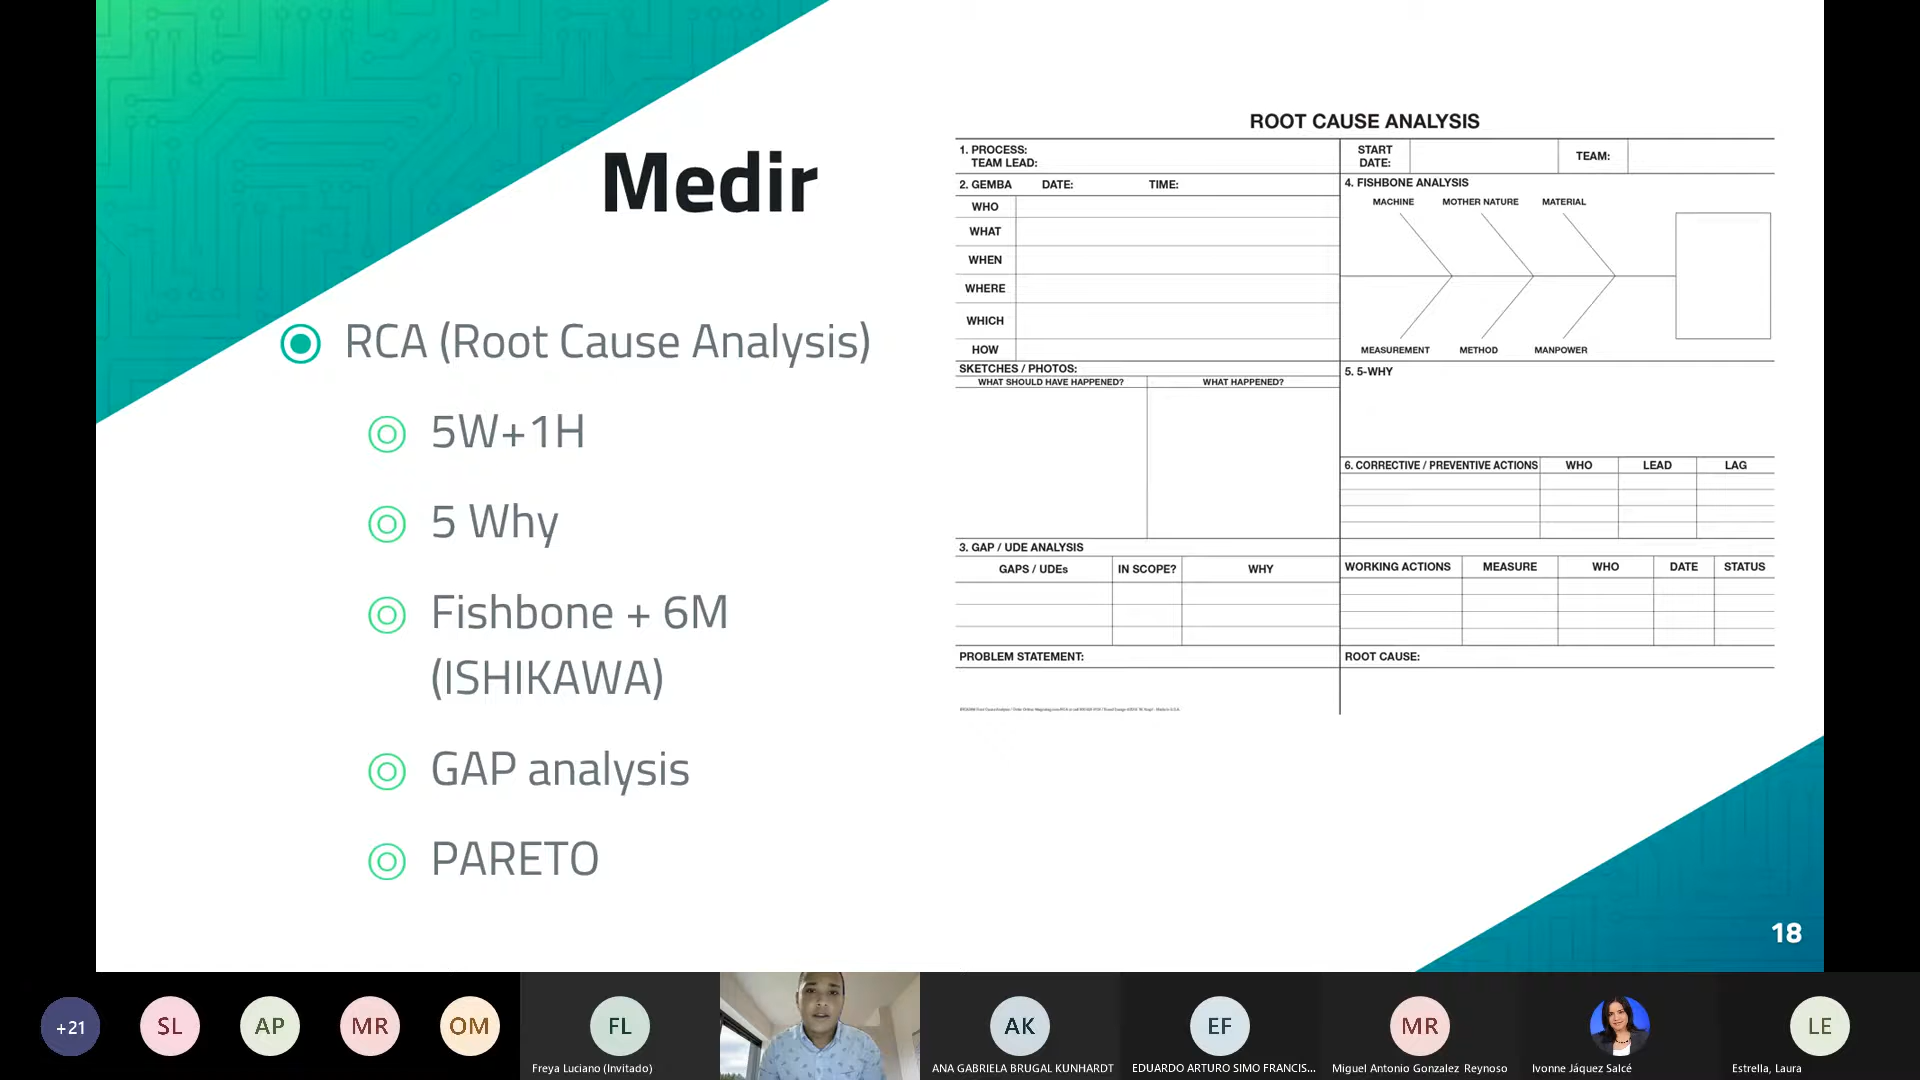 Medir
RCA (Root Cause Analysis)
5W+1H
5 Why
Fishbone + 6M
(ISHIKAWA)
GAP analysis
PARETO
ROOT CAUSE ANALYSIS
1. PROCESS:
TEAM LEAD:
2. GEMBA DATE: TIME:
WHO
WHAT
WHEN
WHERE
WHICH
HOW
SKETCHES / PHOTOS:
WHAT SHOULD HAVE HAPPENED? WHAT HAPPENED?
3. GAP / UDE ANALYSIS
GAPS / UDEs IN SCOPE? WHY
PROBLEM STATEMENT:
START
DATE:
TEAM:
4. FISHBONE ANALYSIS
MACHINE MOTHER NATURE MATERIAL
MEASUREMENT METHOD MANPOWER
5. 5-WHY
6. CORRECTIVE / PREVENTIVE ACTIONS WHO LEAD LAG
WORKING ACTIONS MEASURE WHO DATE STATUS
ROOT CAUSE:
18
+21
SL
AP
MR
OM
FL
Freya Luciano (Invitado)
AK
ANA GABRIELA BRUGAL KUNHARDT
EF
EDUARDO ARTURO SIMO FRANCIS...
MR
Miguel Antonio Gonzalez Reynoso
Ivonne Jáquez Salcé
LE
Estrella, Laura